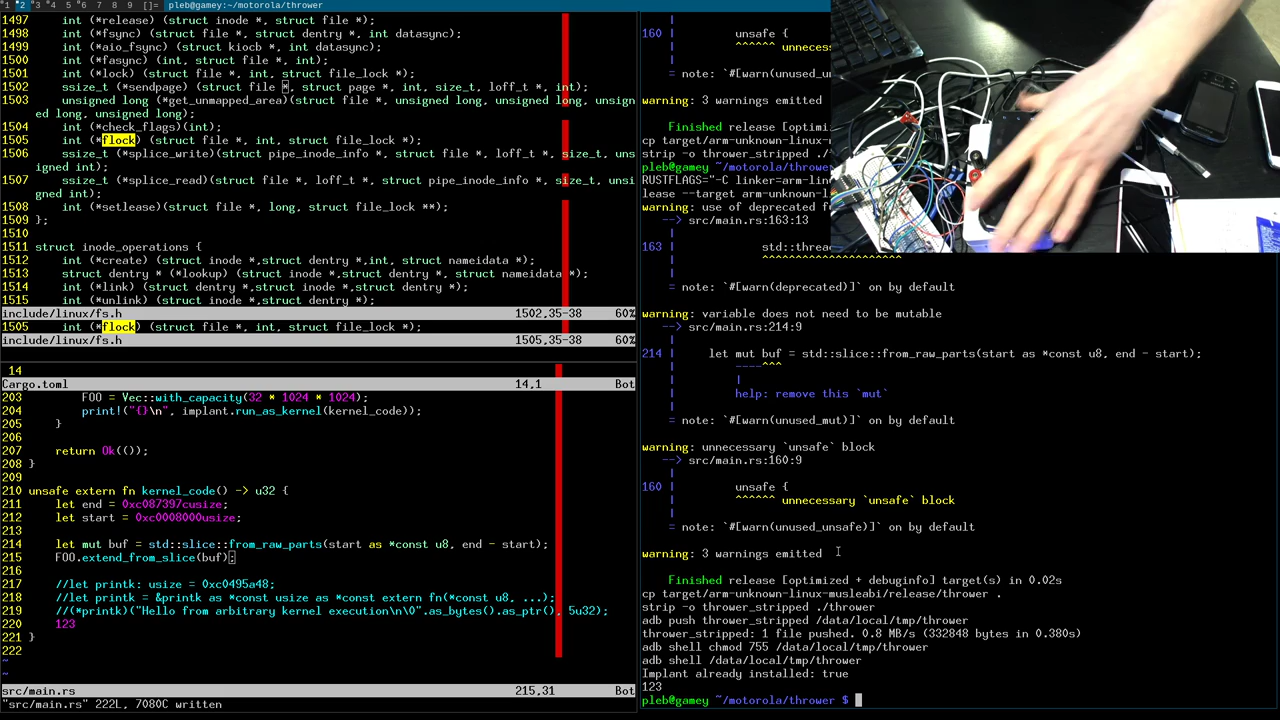 1 2 3 4 5 6 7 8 9 []= pleb@gamey:~/motorola/thrower
1497 int (*release) (struct inode *, struct file *);
1498 int (*fsync) (struct file *, struct dentry *, int datasync);
1499 int (*aio_fsync) (struct kiocb *, int datasync);
1500 int (*fasync) (int, struct file *, int);
1501 int (*lock) (struct file *, int, struct file_lock *);
1502 ssize_t (*sendpage) (struct file *, struct page *, int, size_t, loff_t *, int);
1503 unsigned long (*get_unmapped_area)(struct file *, unsigned long, unsigned long, unsign
ed long, unsigned long);
1504 int (*check_flags)(int);
1505 int (*flock) (struct file *, int, struct file_lock *);
1506 ssize_t (*splice_write)(struct pipe_inode_info *, struct file *, loff_t *, size_t, uns
igned int);
1507 ssize_t (*splice_read)(struct file *, loff_t *, struct pipe_inode_info *, size_t, unsi
gned int);
1508 int (*setlease)(struct file *, long, struct file_lock **);
1509 };
1510
1511 struct inode_operations {
1512 int (*create) (struct inode *,struct dentry *,int, struct nameidata *);
1513 struct dentry * (*lookup) (struct inode *,struct dentry *, struct nameidata *);
1514 int (*link) (struct dentry *,struct inode *,struct dentry *);
1515 int (*unlink) (struct inode *,struct dentry *);
include/linux/fs.h 1502,35-38 60%
1505 int (*flock) (struct file *, int, struct file_lock *);
include/linux/fs.h 1505,35-38 60%
14
Cargo.toml 14,1 Bot
203 FOO = Vec::with_capacity(32 * 1024 * 1024);
204 print!("{}\n", implant.run_as_kernel(kernel_code));
205 }
206
207 return Ok(());
208 }
209
210 unsafe extern fn kernel_code() -> u32 {
211 let end = 0xc087397cusize;
212 let start = 0xc0008000usize;
213
214 let mut buf = std::slice::from_raw_parts(start as *const u8, end - start);
215 FOO.extend_from_slice(buf);
216
217 //let printk: usize = 0xc0495a48;
218 //let printk = &printk as *const usize as *const extern fn(*const u8, ...);
219 //(*printk)("Hello from arbitrary kernel execution\n\0".as_bytes().as_ptr(), 5u32);
220 123
221 }
222
~
~
src/main.rs 215,31 Bot
"src/main.rs" 222L, 7080C written
160 | unsafe {
| ^^^^^^ unneces
|
= note: `#[warn(unused_u
warning: 3 warnings emitted
Finished release [optimiz
cp target/arm-unknown-linux-
strip -o thrower_stripped ./
pleb@gamey ~/motorola/throwe
RUSTFLAGS="-C linker=arm-lin
lease --target arm-unknown-l
warning: use of deprecated f
--> src/main.rs:163:13
|
163 | std::threa
| ^^^^^^^^^^^^^^^^^^^^^
|
= note: `#[warn(deprecated)]` on by default
warning: variable does not need to be mutable
--> src/main.rs:214:9
|
214 | let mut buf = std::slice::from_raw_parts(start as *const u8, end - start);
| ----^^^
| |
| help: remove this `mut`
|
= note: `#[warn(unused_mut)]` on by default
warning: unnecessary `unsafe` block
--> src/main.rs:160:9
|
160 | unsafe {
| ^^^^^^ unnecessary `unsafe` block
|
= note: `#[warn(unused_unsafe)]` on by default
warning: 3 warnings emitted
Finished release [optimized + debuginfo] target(s) in 0.02s
cp target/arm-unknown-linux-musleabi/release/thrower .
strip -o thrower_stripped ./thrower
adb push thrower_stripped /data/local/tmp/thrower
thrower_stripped: 1 file pushed. 0.8 MB/s (332848 bytes in 0.380s)
adb shell chmod 755 /data/local/tmp/thrower
adb shell /data/local/tmp/thrower
Implant already installed: true
123
pleb@gamey ~/motorola/thrower $